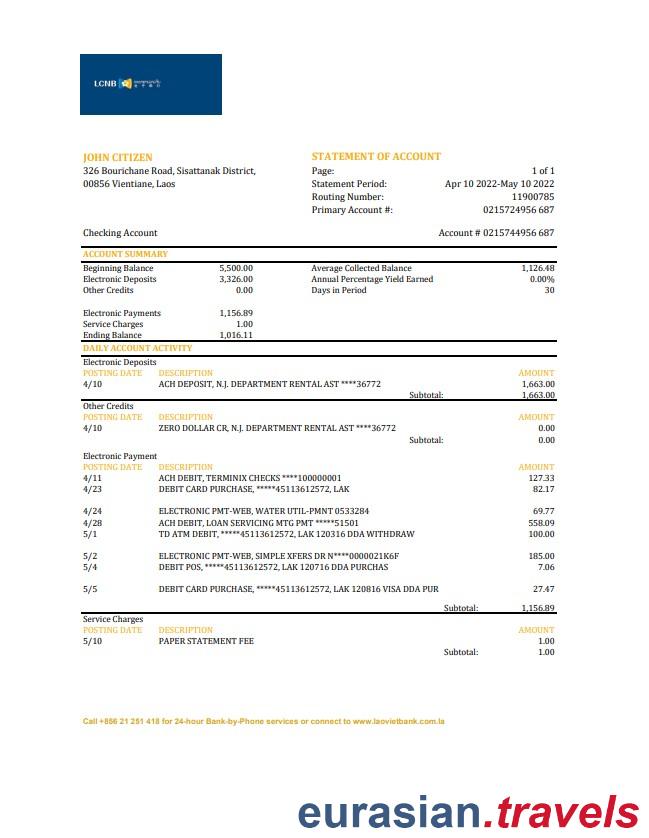 LCNB
JOHN CITIZEN
326 Bourichane Road, Sisattanak District,
00856 Vientiane, Laos
STATEMENT OF ACCOUNT
Page: 1 of 1
Statement Period: Apr 10 2022-May 10 2022
Routing Number: 11900785
Primary Account #: 0215724956 687
Checking Account Account # 0215744956 687
ACCOUNT SUMMARY
Beginning Balance 5,500.00 Average Collected Balance 1,126.48
Electronic Deposits 3,326.00 Annual Percentage Yield Earned 0.00%
Other Credits 0.00 Days in Period 30
Electronic Payments 1,156.89
Service Charges 1.00
Ending Balance 1,016.11
DAILY ACCOUNT ACTIVITY
Electronic Deposits
POSTING DATE DESCRIPTION AMOUNT
4/10 ACH DEPOSIT, N.J. DEPARTMENT RENTAL AST ****36772 1,663.00
Subtotal: 1,663.00
Other Credits
POSTING DATE DESCRIPTION AMOUNT
4/10 ZERO DOLLAR CR, N.J. DEPARTMENT RENTAL AST ****36772 0.00
Subtotal: 0.00
Electronic Payment
POSTING DATE DESCRIPTION AMOUNT
4/11 ACH DEBIT, TERMINIX CHECKS ****100000001 127.33
4/23 DEBIT CARD PURCHASE, *****45113612572, LAK 82.17
4/24 ELECTRONIC PMT-WEB, WATER UTIL-PMNT 0533284 69.77
4/28 ACH DEBIT, LOAN SERVICING MTG PMT *****51501 558.09
5/1 TD ATM DEBIT, *****45113612572, LAK 120316 DDA WITHDRAW 100.00
5/2 ELECTRONIC PMT-WEB, SIMPLE XFERS DR N****0000021K6F 185.00
5/4 DEBIT POS, *****45113612572, LAK 120716 DDA PURCHAS 7.06
5/5 DEBIT CARD PURCHASE, *****45113612572, LAK 120816 VISA DDA PUR 27.47
Subtotal: 1,156.89
Service Charges
POSTING DATE DESCRIPTION AMOUNT
5/10 PAPER STATEMENT FEE 1.00
Subtotal: 1.00
Call +856 21 251 418 for 24-hour Bank-by-Phone services or connect to www.laovietbank.com.la
eurasian.travels